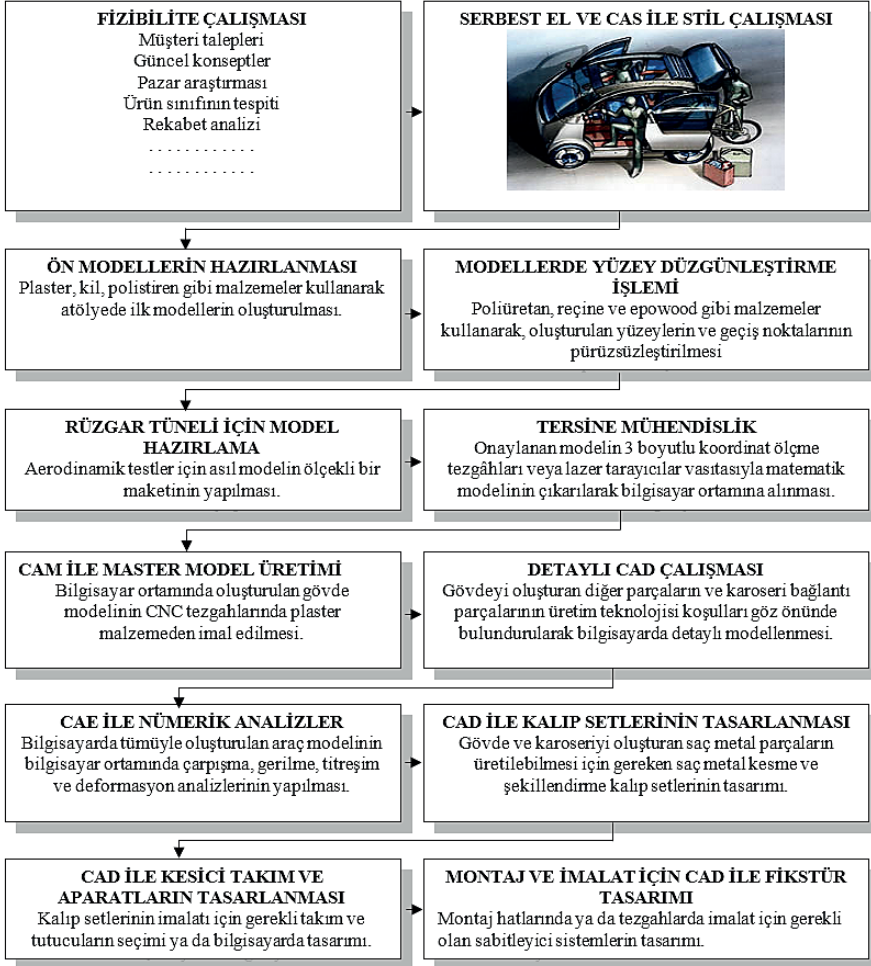 FİZİBİLİTE ÇALIŞMASI
Müşteri talepleri
Güncel konseptler
Pazar araştırması
Ürün sınıfının tespiti
Rekabet analizi
. . . . . . . . . . . .
. . . . . . . . . . . .
SERBEST EL VE CAS İLE STİL ÇALIŞMASI
ÖN MODELLERİN HAZIRLANMASI
Plaster, kil, polistiren gibi malzemeler kullanarak
atölyede ilk modellerin oluşturulması.
MODELLERDE YÜZEY DÜZGÜNLEŞTİRME
İŞLEMİ
Poliüretan, reçine ve epowood gibi malzemeler
kullanarak, oluşturulan yüzeylerin ve geçiş noktalarının
pürüzsüzleştirilmesi
RÜZGAR TÜNELİ İÇİN MODEL
HAZIRLAMA
Aerodinamik testler için asıl modelin ölçekli bir
maketinin yapılması.
TERSİNE MÜHENDİSLİK
Onaylanan modelin 3 boyutlu koordinat ölçme
tezgâhları veya lazer tarayıcılar vasıtasıyla matematik
modelinin çıkarılarak bilgisayar ortamına alınması.
CAM İLE MASTER MODEL ÜRETİMİ
Bilgisayar ortamında oluşturulan gövde
modelinin CNC tezgahlarında plaster
malzemeden imal edilmesi.
DETAYLI CAD ÇALIŞMASI
Gövdeyi oluşturan diğer parçaların ve karoseri bağlantı
parçalarının üretim teknolojisi koşulları göz önünde
bulundurularak bilgisayarda detaylı modellenmesi.
CAE İLE NÜMERİK ANALİZLER
Bilgisayarda tümüyle oluşturulan araç modelinin
bilgisayar ortamında çarpışma, gerilme, titreşim
ve deformasyon analizlerinin yapılması.
CAD İLE KALIP SETLERİNİN TASARLANMASI
Gövde ve karoseriyi oluşturan saç metal parçaların
üretilebilmesi için gereken saç metal kesme ve
şekillendirme kalıp setlerinin tasarımı.
CAD İLE KESİCİ TAKIM VE
APARATLARIN TASARLANMASI
Kalıp setlerinin imalatı için gerekli takım ve
tutucuların seçimi ya da bilgisayarda tasarımı.
MONTAJ VE İMALAT İÇİN CAD İLE FİKSTÜR
TASARIMI
Montaj hatlarında ya da tezgahlarda imalat için gerekli
olan sabitleyici sistemlerin tasarımı.